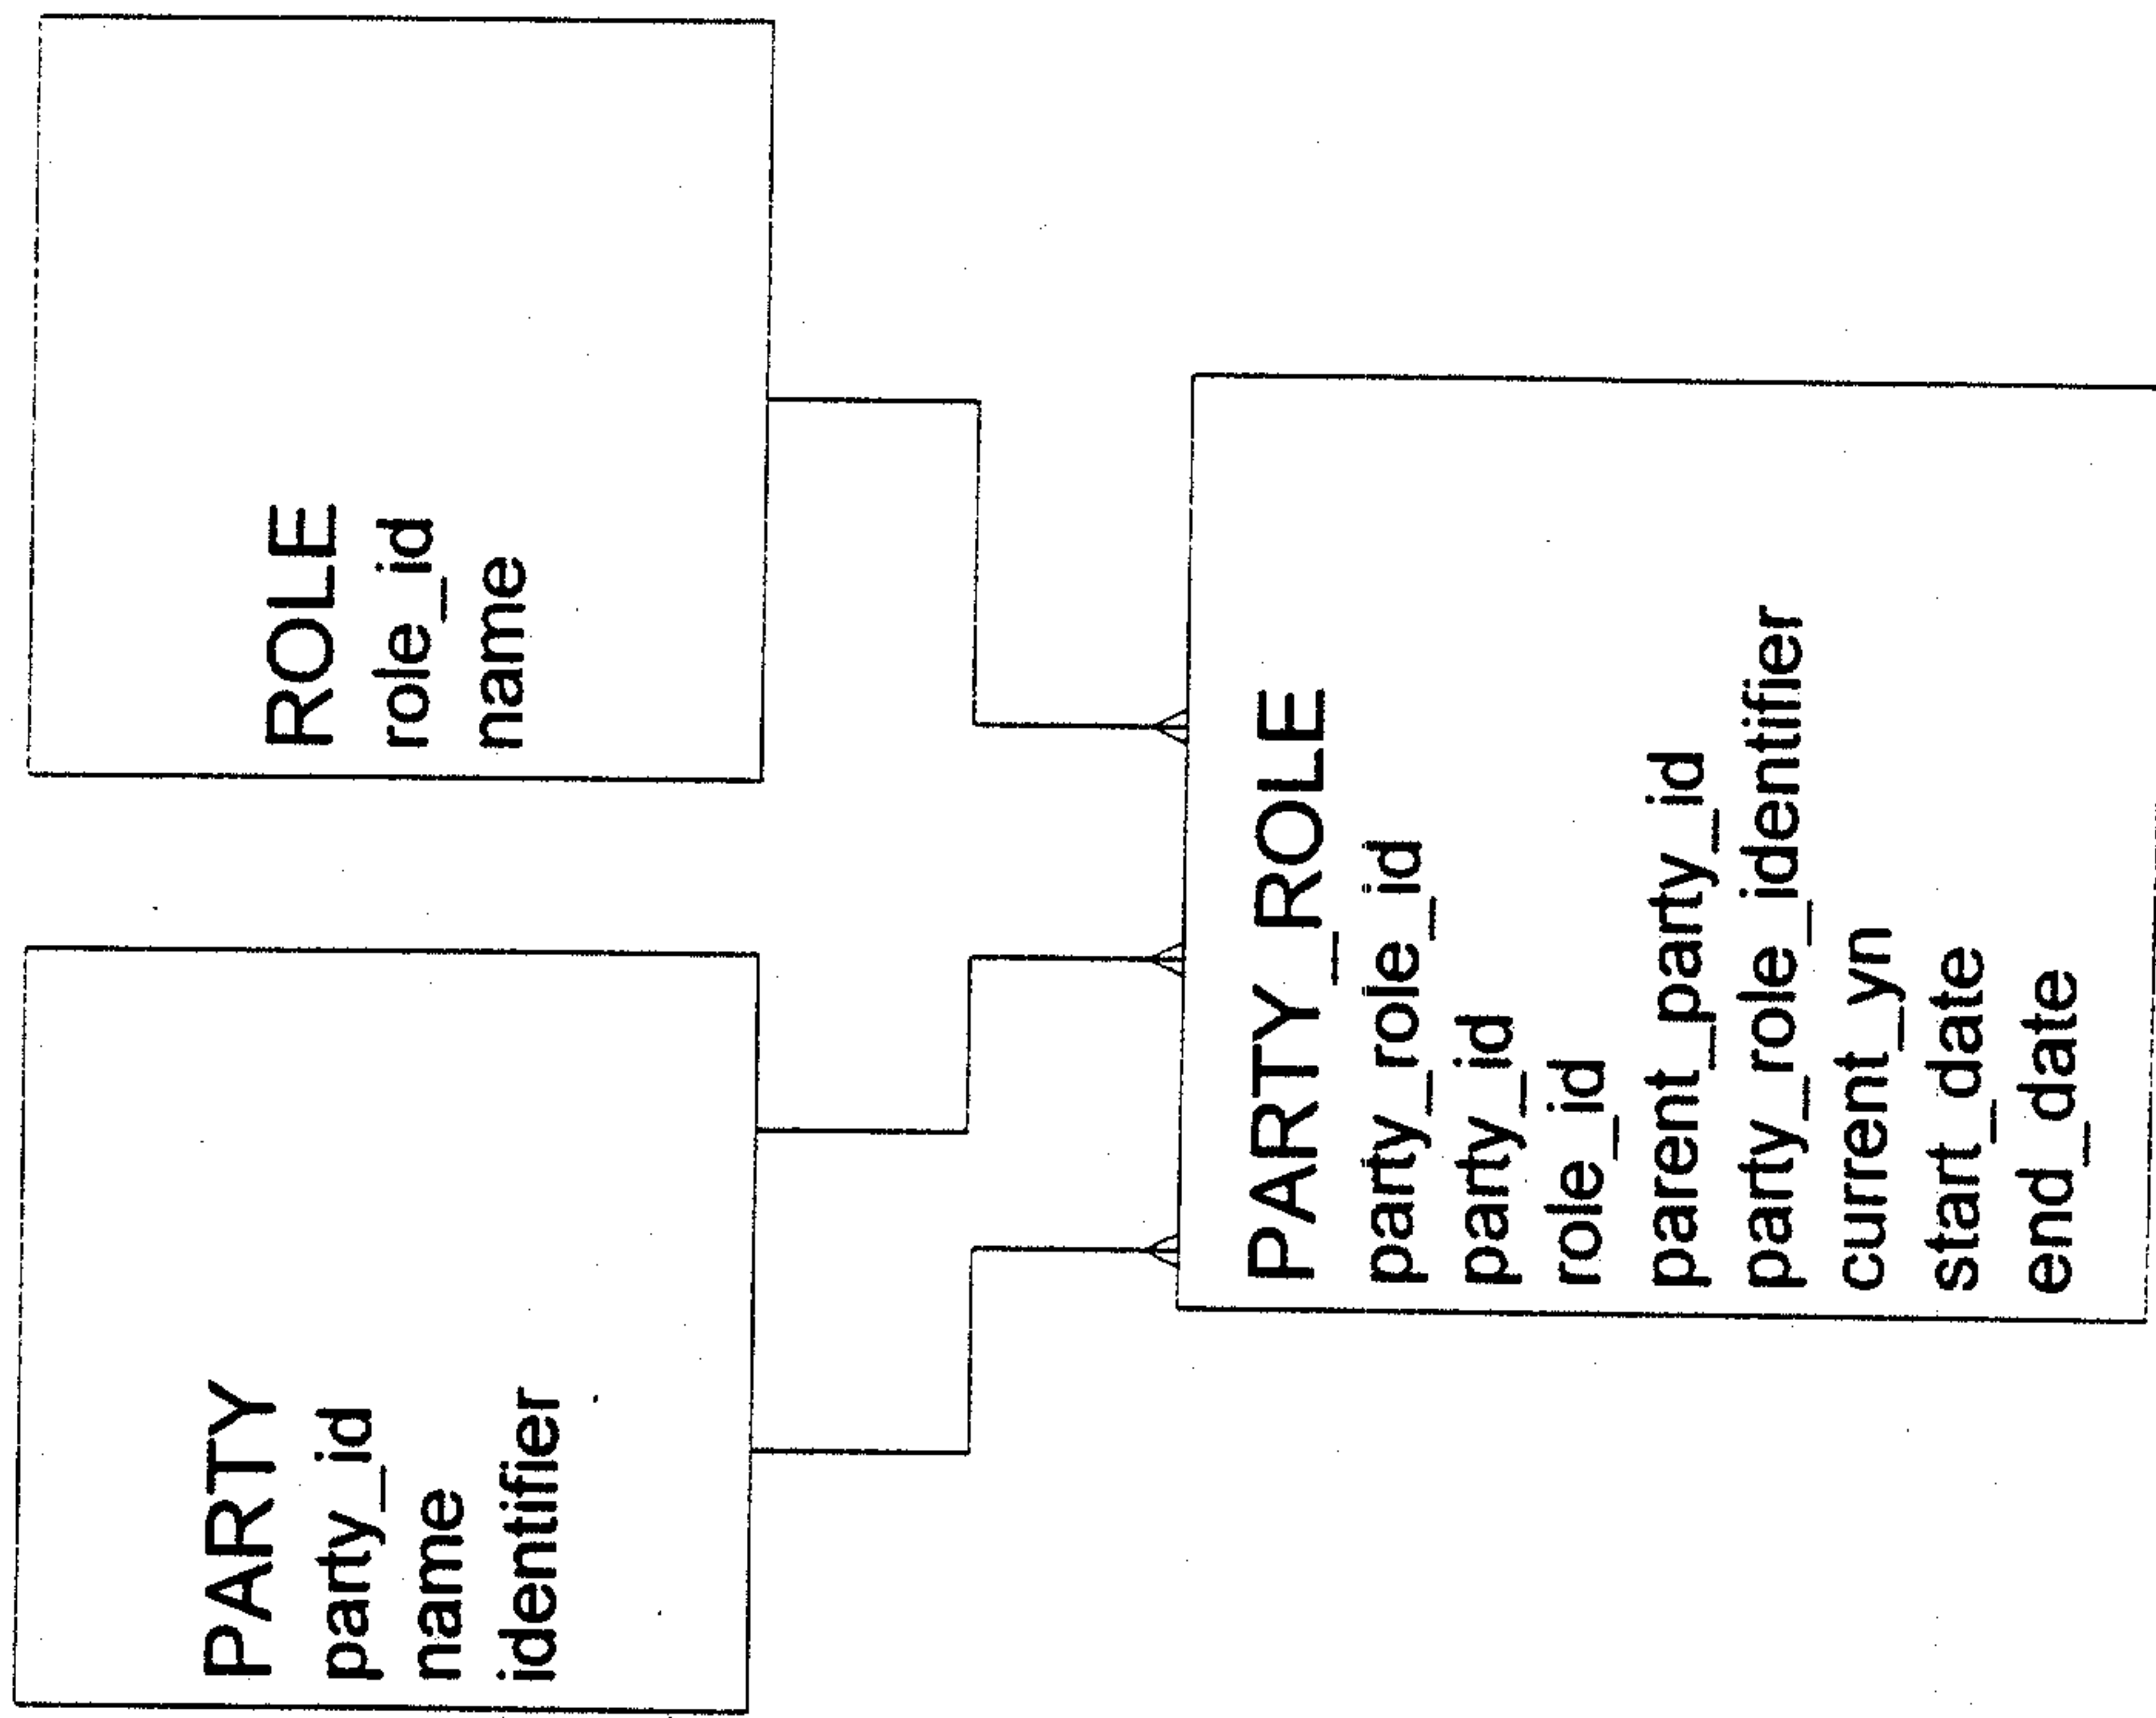 PARTY
party_id
name
identifier
ROLE
role_id
name
PARTY_ROLE
party_role_id
party_id
role_id
parent_party_id
party_role_identifier
current_yn
start_date
end_date